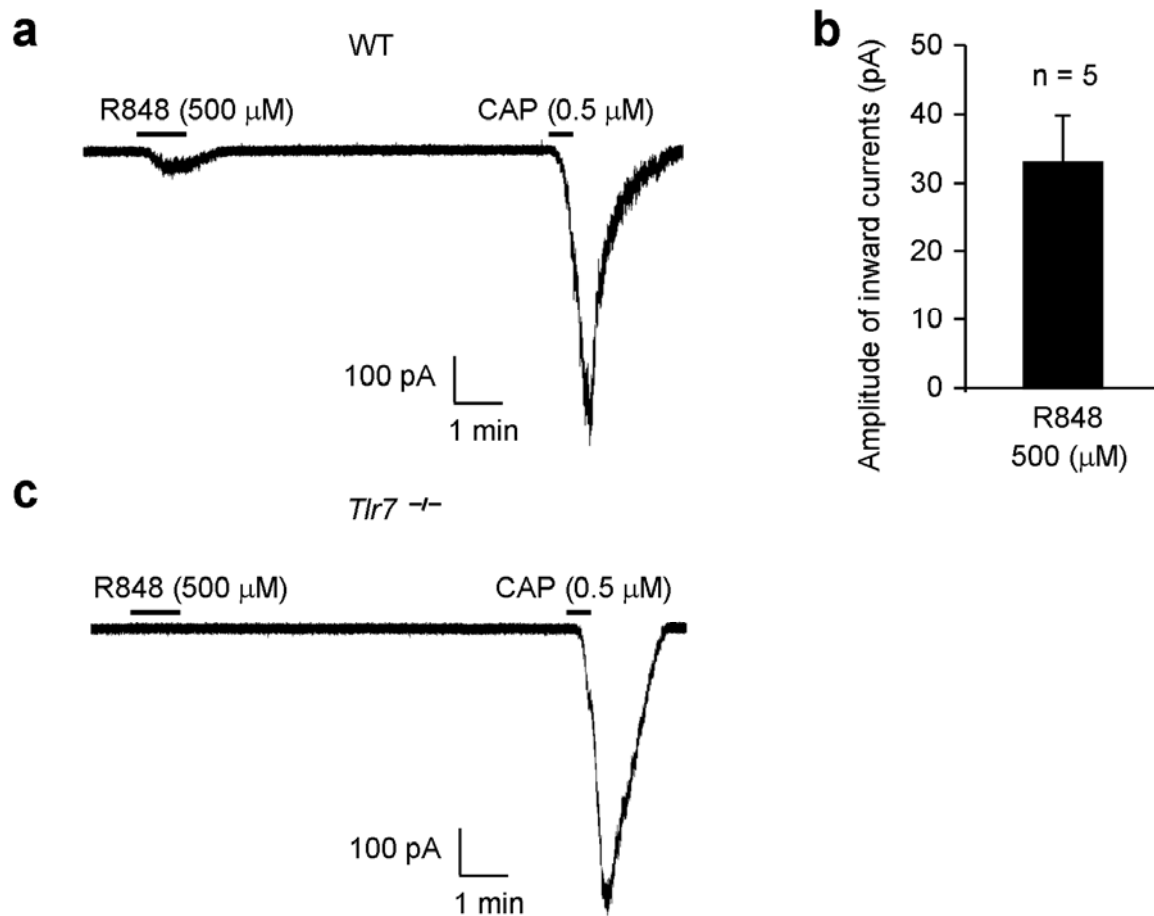 a
WT
R848 (500 μM)
CAP (0.5 μM)
100 pA
1 min
b
Amplitude of inward currents (pA)
50
40
30
20
10
0
n = 5
R848
500 (μM)
c
Tlr7 –/–
R848 (500 μM)
CAP (0.5 μM)
100 pA
1 min